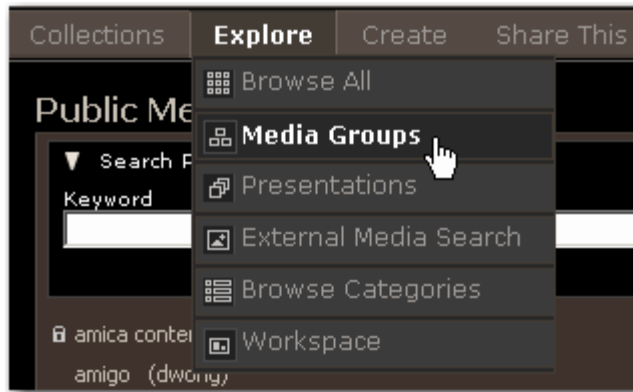 Collections Explore Create Share This
Browse All
Public Me
Media Groups
Search
Presentations
Keyword
External Media Search
Browse Categories
amica conte
Workspace
amigo (dwong)